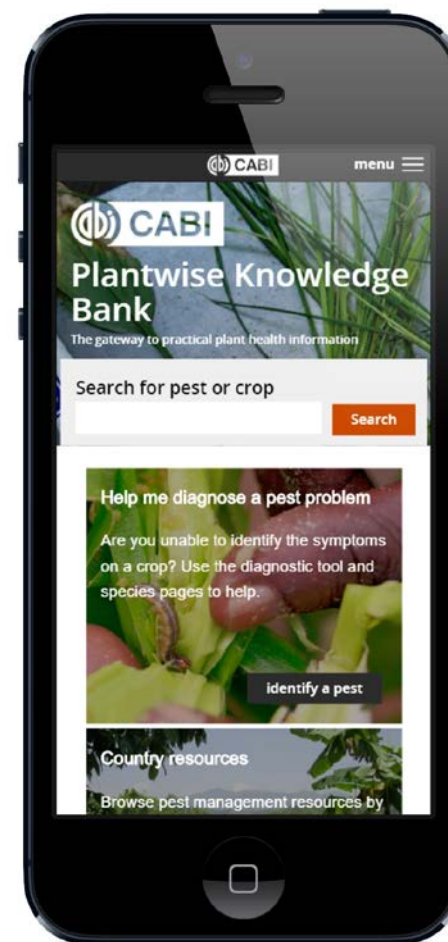 CABI
menu
CABI
Plantwise Knowledge
Bank
The gateway to practical plant health information
Search for pest or crop
Search
Help me diagnose a pest problem
Are you unable to identify the symptoms
on a crop? Use the diagnostic tool and
species pages to help.
identify a pest
Country resources
Browse pest management resources by